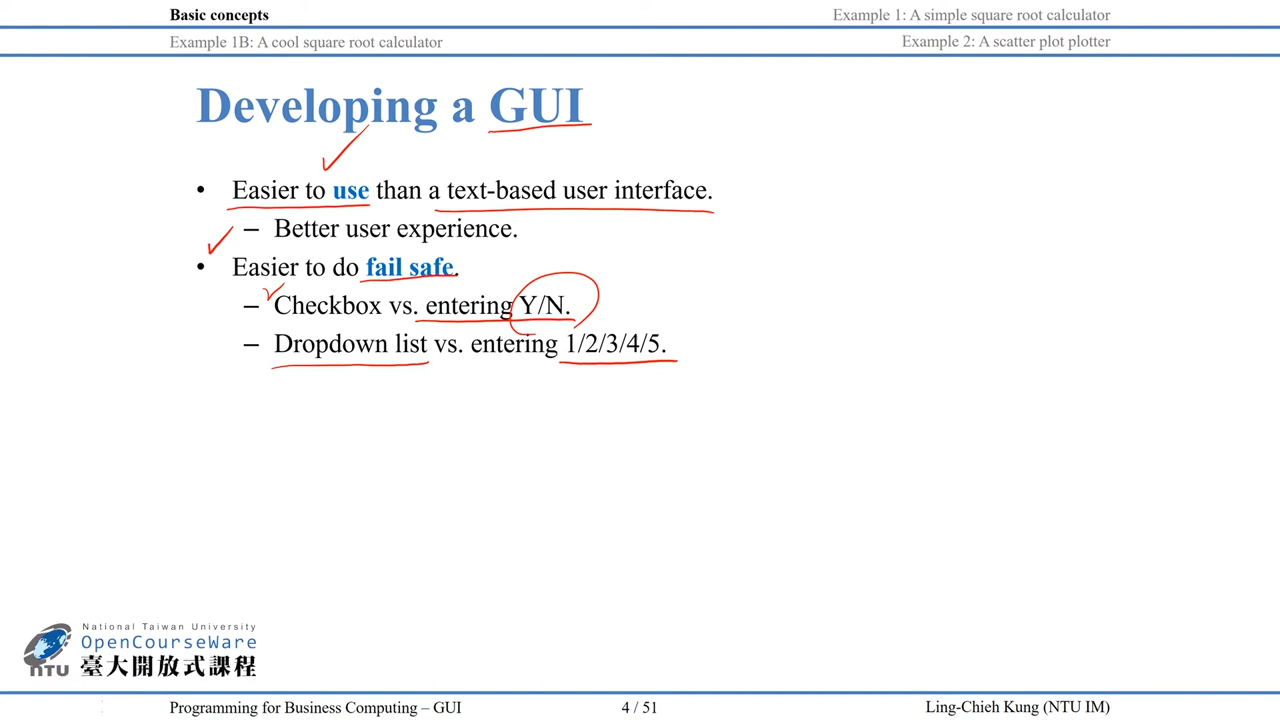 Basic concepts
Example 1: A simple square root calculator
Example 1B: A cool square root calculator
Example 2: A scatter plot plotter
Developing a GUI
• Easier to use than a text-based user interface.
– Better user experience.
• Easier to do fail safe.
– Checkbox vs. entering Y/N.
– Dropdown list vs. entering 1/2/3/4/5.
National Taiwan University
OpenCourseWare
臺大開放式課程
NTU
Programming for Business Computing – GUI
4 / 51
Ling-Chieh Kung (NTU IM)